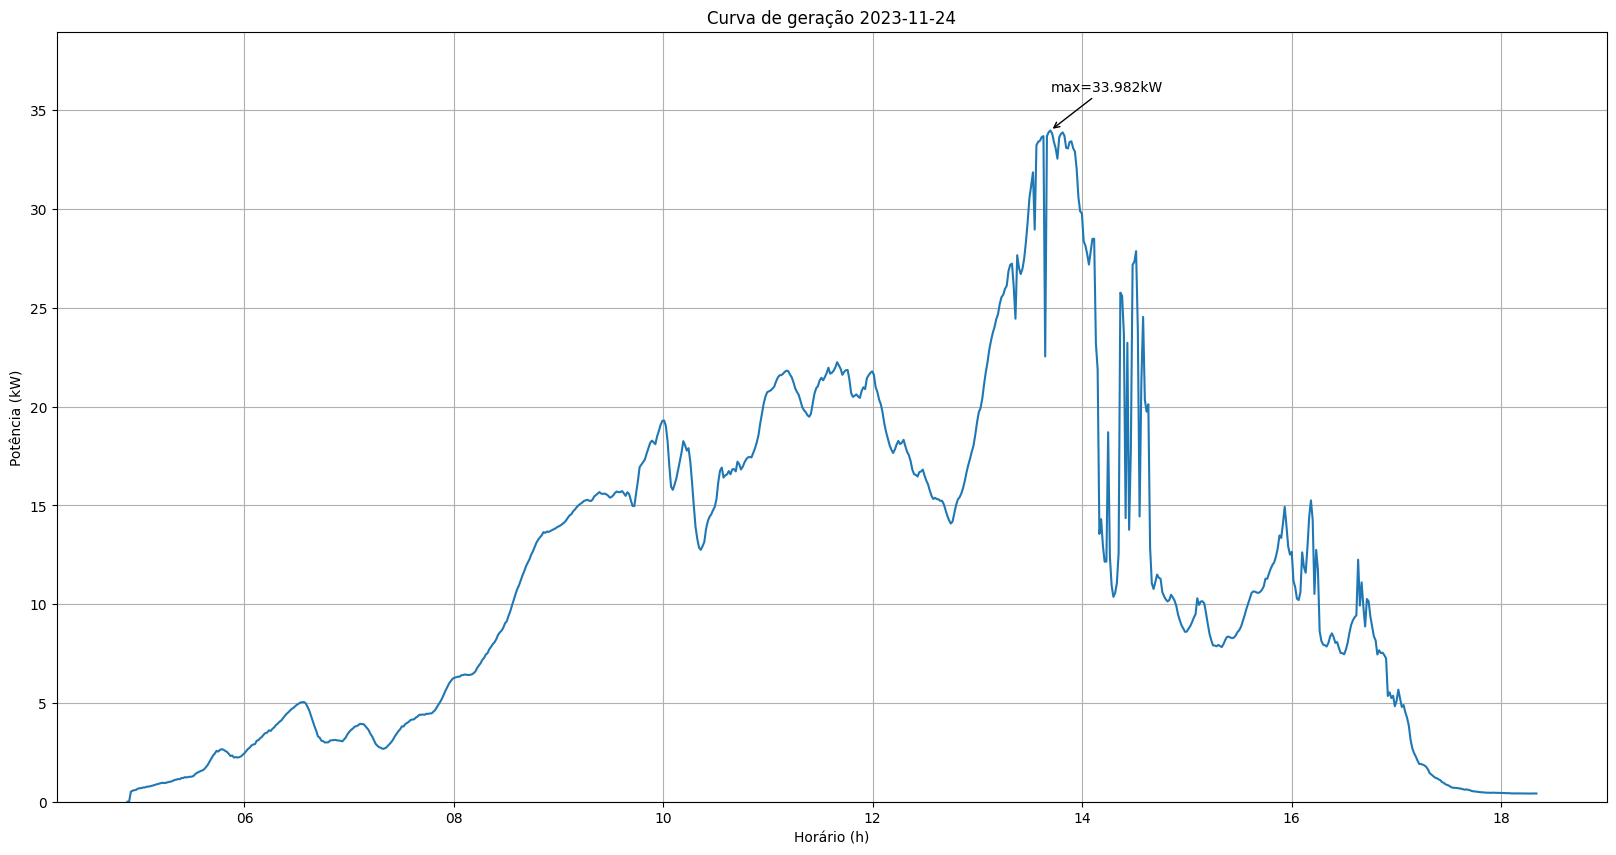 Curva de geração 2023-11-24
max=33.982kW
35
30
25
20
15
10
5
0
Potência (kW)
06 08 10 12 14 16 18
Horário (h)